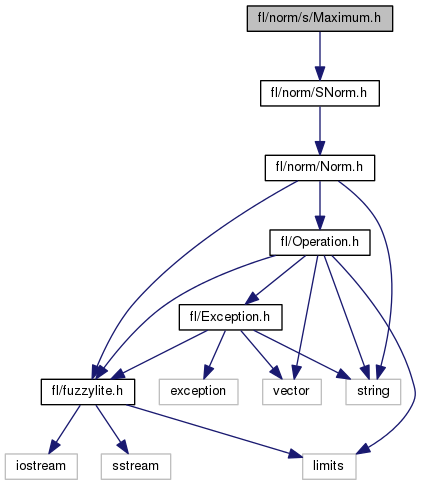 fl/norm/s/Maximum.h
fl/norm/SNorm.h
fl/norm/Norm.h
fl/Operation.h
fl/Exception.h
fl/fuzzylite.h
exception
vector
string
iostream
sstream
limits